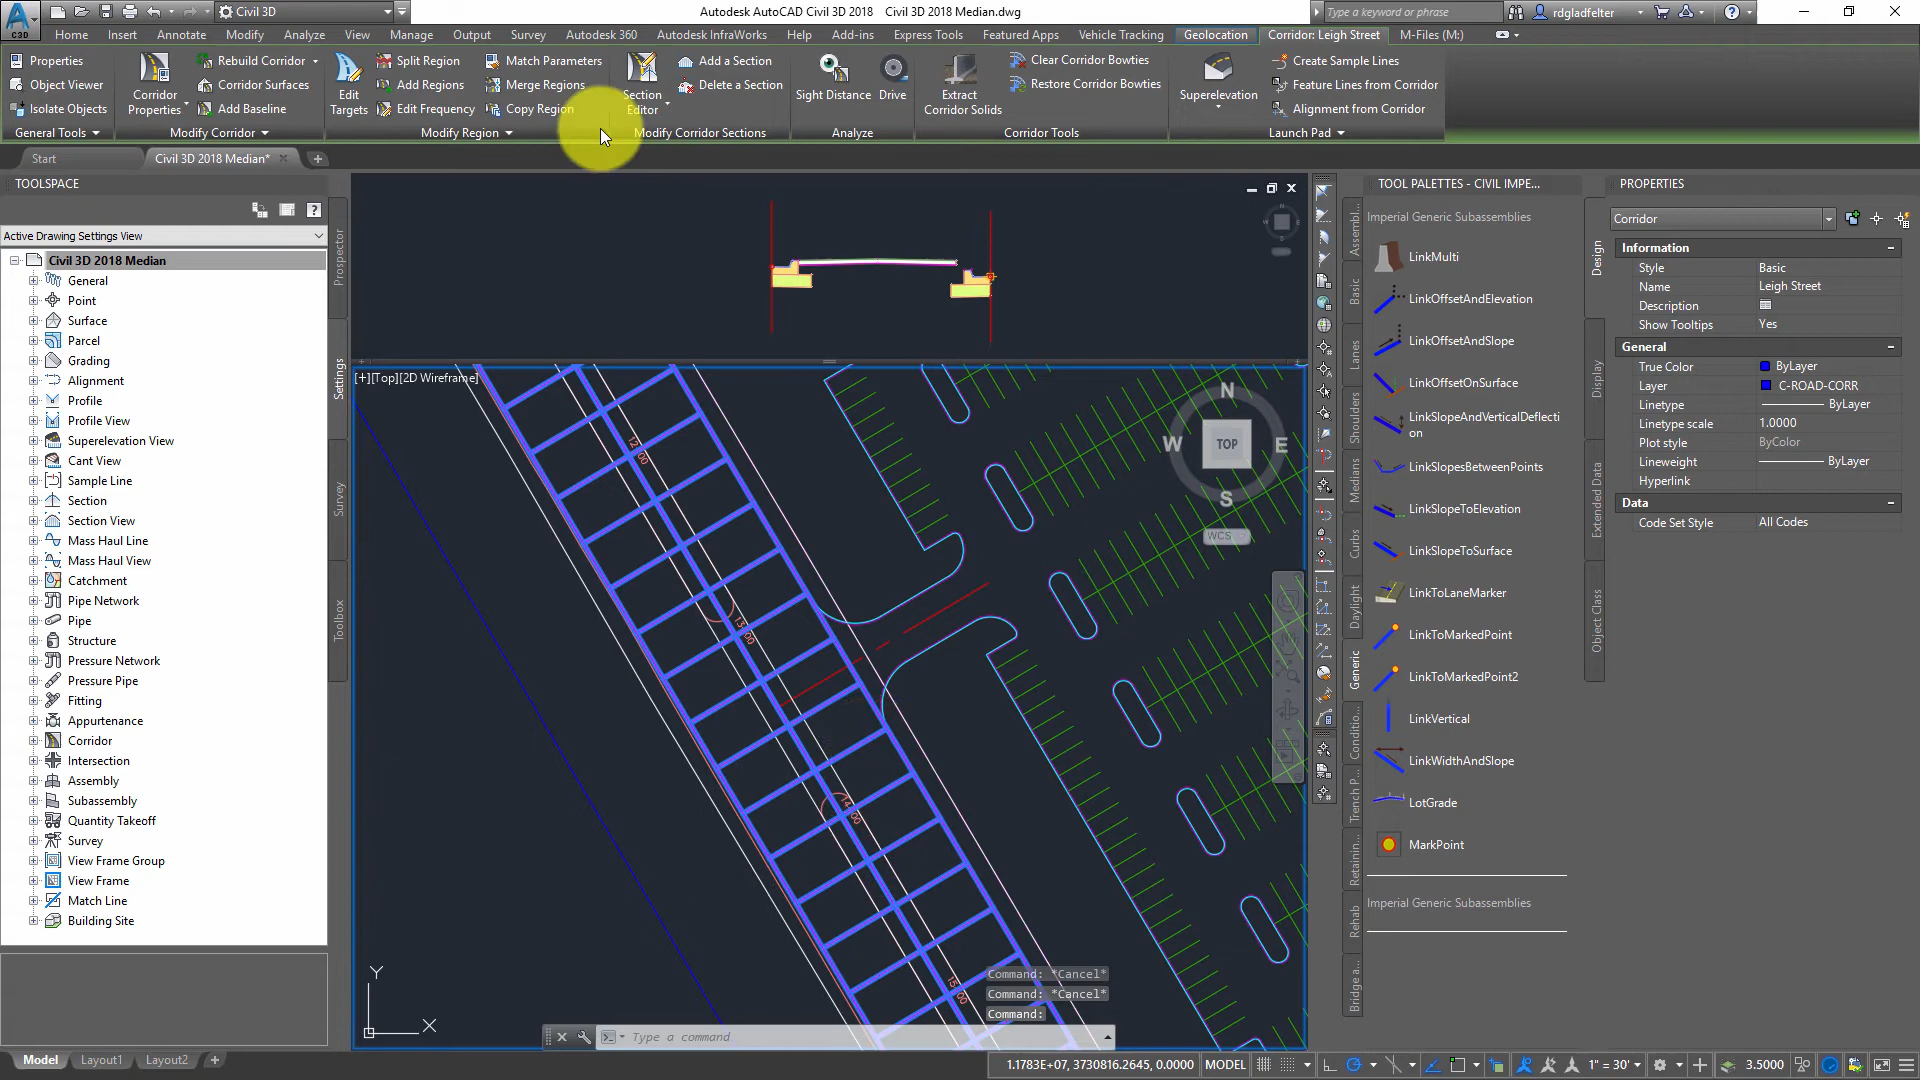 C3D
Civil 3D
Autodesk AutoCAD Civil 3D 2018 Civil 3D 2018 Median.dwg
Type a keyword or phrase
rdgladfelter
Home Insert Annotate Modify Analyze View Manage Output Survey Autodesk 360 Autodesk InfraWorks Help Add-ins Express Tools Featured Apps Vehicle Tracking Geolocation Corridor: Leigh Street M-Files (M:)
Properties
Object Viewer
Isolate Objects
General Tools
Corridor
Properties
Rebuild Corridor
Corridor Surfaces
Add Baseline
Modify Corridor
Edit
Targets
Split Region
Add Regions
Edit Frequency
Match Parameters
Merge Regions
Copy Region
Modify Region
Section
Editor
Add a Section
Delete a Section
Modify Corridor Sections
Sight Distance
Drive
Analyze
Extract
Corridor Solids
Clear Corridor Bowties
Restore Corridor Bowties
Corridor Tools
Superelevation
Create Sample Lines
Feature Lines from Corridor
Alignment from Corridor
Launch Pad
Start
Civil 3D 2018 Median*
TOOLSPACE
Active Drawing Settings View
Civil 3D 2018 Median
General
Point
Surface
Parcel
Grading
Alignment
Profile
Profile View
Superelevation View
Cant View
Sample Line
Section
Section View
Mass Haul Line
Mass Haul View
Catchment
Pipe Network
Pipe
Structure
Pressure Network
Pressure Pipe
Fitting
Appurtenance
Corridor
Intersection
Assembly
Subassembly
Quantity Takeoff
Survey
View Frame Group
View Frame
Match Line
Building Site
Prospector
Settings
Survey
Toolbox
[+][Top][2D Wireframe]
N
W TOP E
S
WCS
Y
X
Command: *Cancel*
Command: *Cancel*
Command:
Type a command
TOOL PALETTES - CIVIL IMPE...
Imperial Generic Subassemblies
LinkMulti
LinkOffsetAndElevation
LinkOffsetAndSlope
LinkOffsetOnSurface
LinkSlopeAndVerticalDeflecti
on
LinkSlopesBetweenPoints
LinkSlopeToElevation
LinkSlopeToSurface
LinkToLaneMarker
LinkToMarkedPoint
LinkToMarkedPoint2
LinkVertical
LinkWidthAndSlope
LotGrade
MarkPoint
Imperial Generic Subassemblies
Assembl...
Basic
Lanes
Shoulders
Medians
Curbs
Daylight
Generic
Conditio...
Trench P...
Retainin...
Rehab
Bridge a...
PROPERTIES
Corridor
Information
Style Basic
Name Leigh Street
Description
Show Tooltips Yes
General
True Color ByLayer
Layer C-ROAD-CORR
Linetype ByLayer
Linetype scale 1.0000
Plot style ByColor
Lineweight ByLayer
Hyperlink
Data
Code Set Style All Codes
Design
Display
Extended Data
Object Class
Model Layout1 Layout2
1.1783E+07, 3730816.2645, 0.0000 MODEL 1" = 30' 3.5000